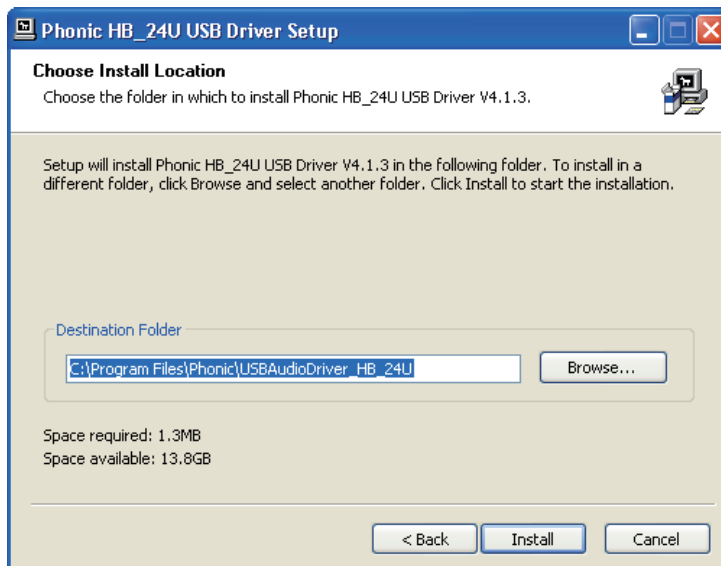 Phonic HB_24U USB Driver Setup
Choose Install Location
Choose the folder in which to install Phonic HB_24U USB Driver V4.1.3.
Setup will install Phonic HB_24U USB Driver V4.1.3 in the following folder. To install in a
different folder, click Browse and select another folder. Click Install to start the installation.
Destination Folder
C:\Program Files\Phonic\USBAudioDriver_HB_24U
Browse...
Space required: 1.3MB
Space available: 13.8GB
< Back
Install
Cancel